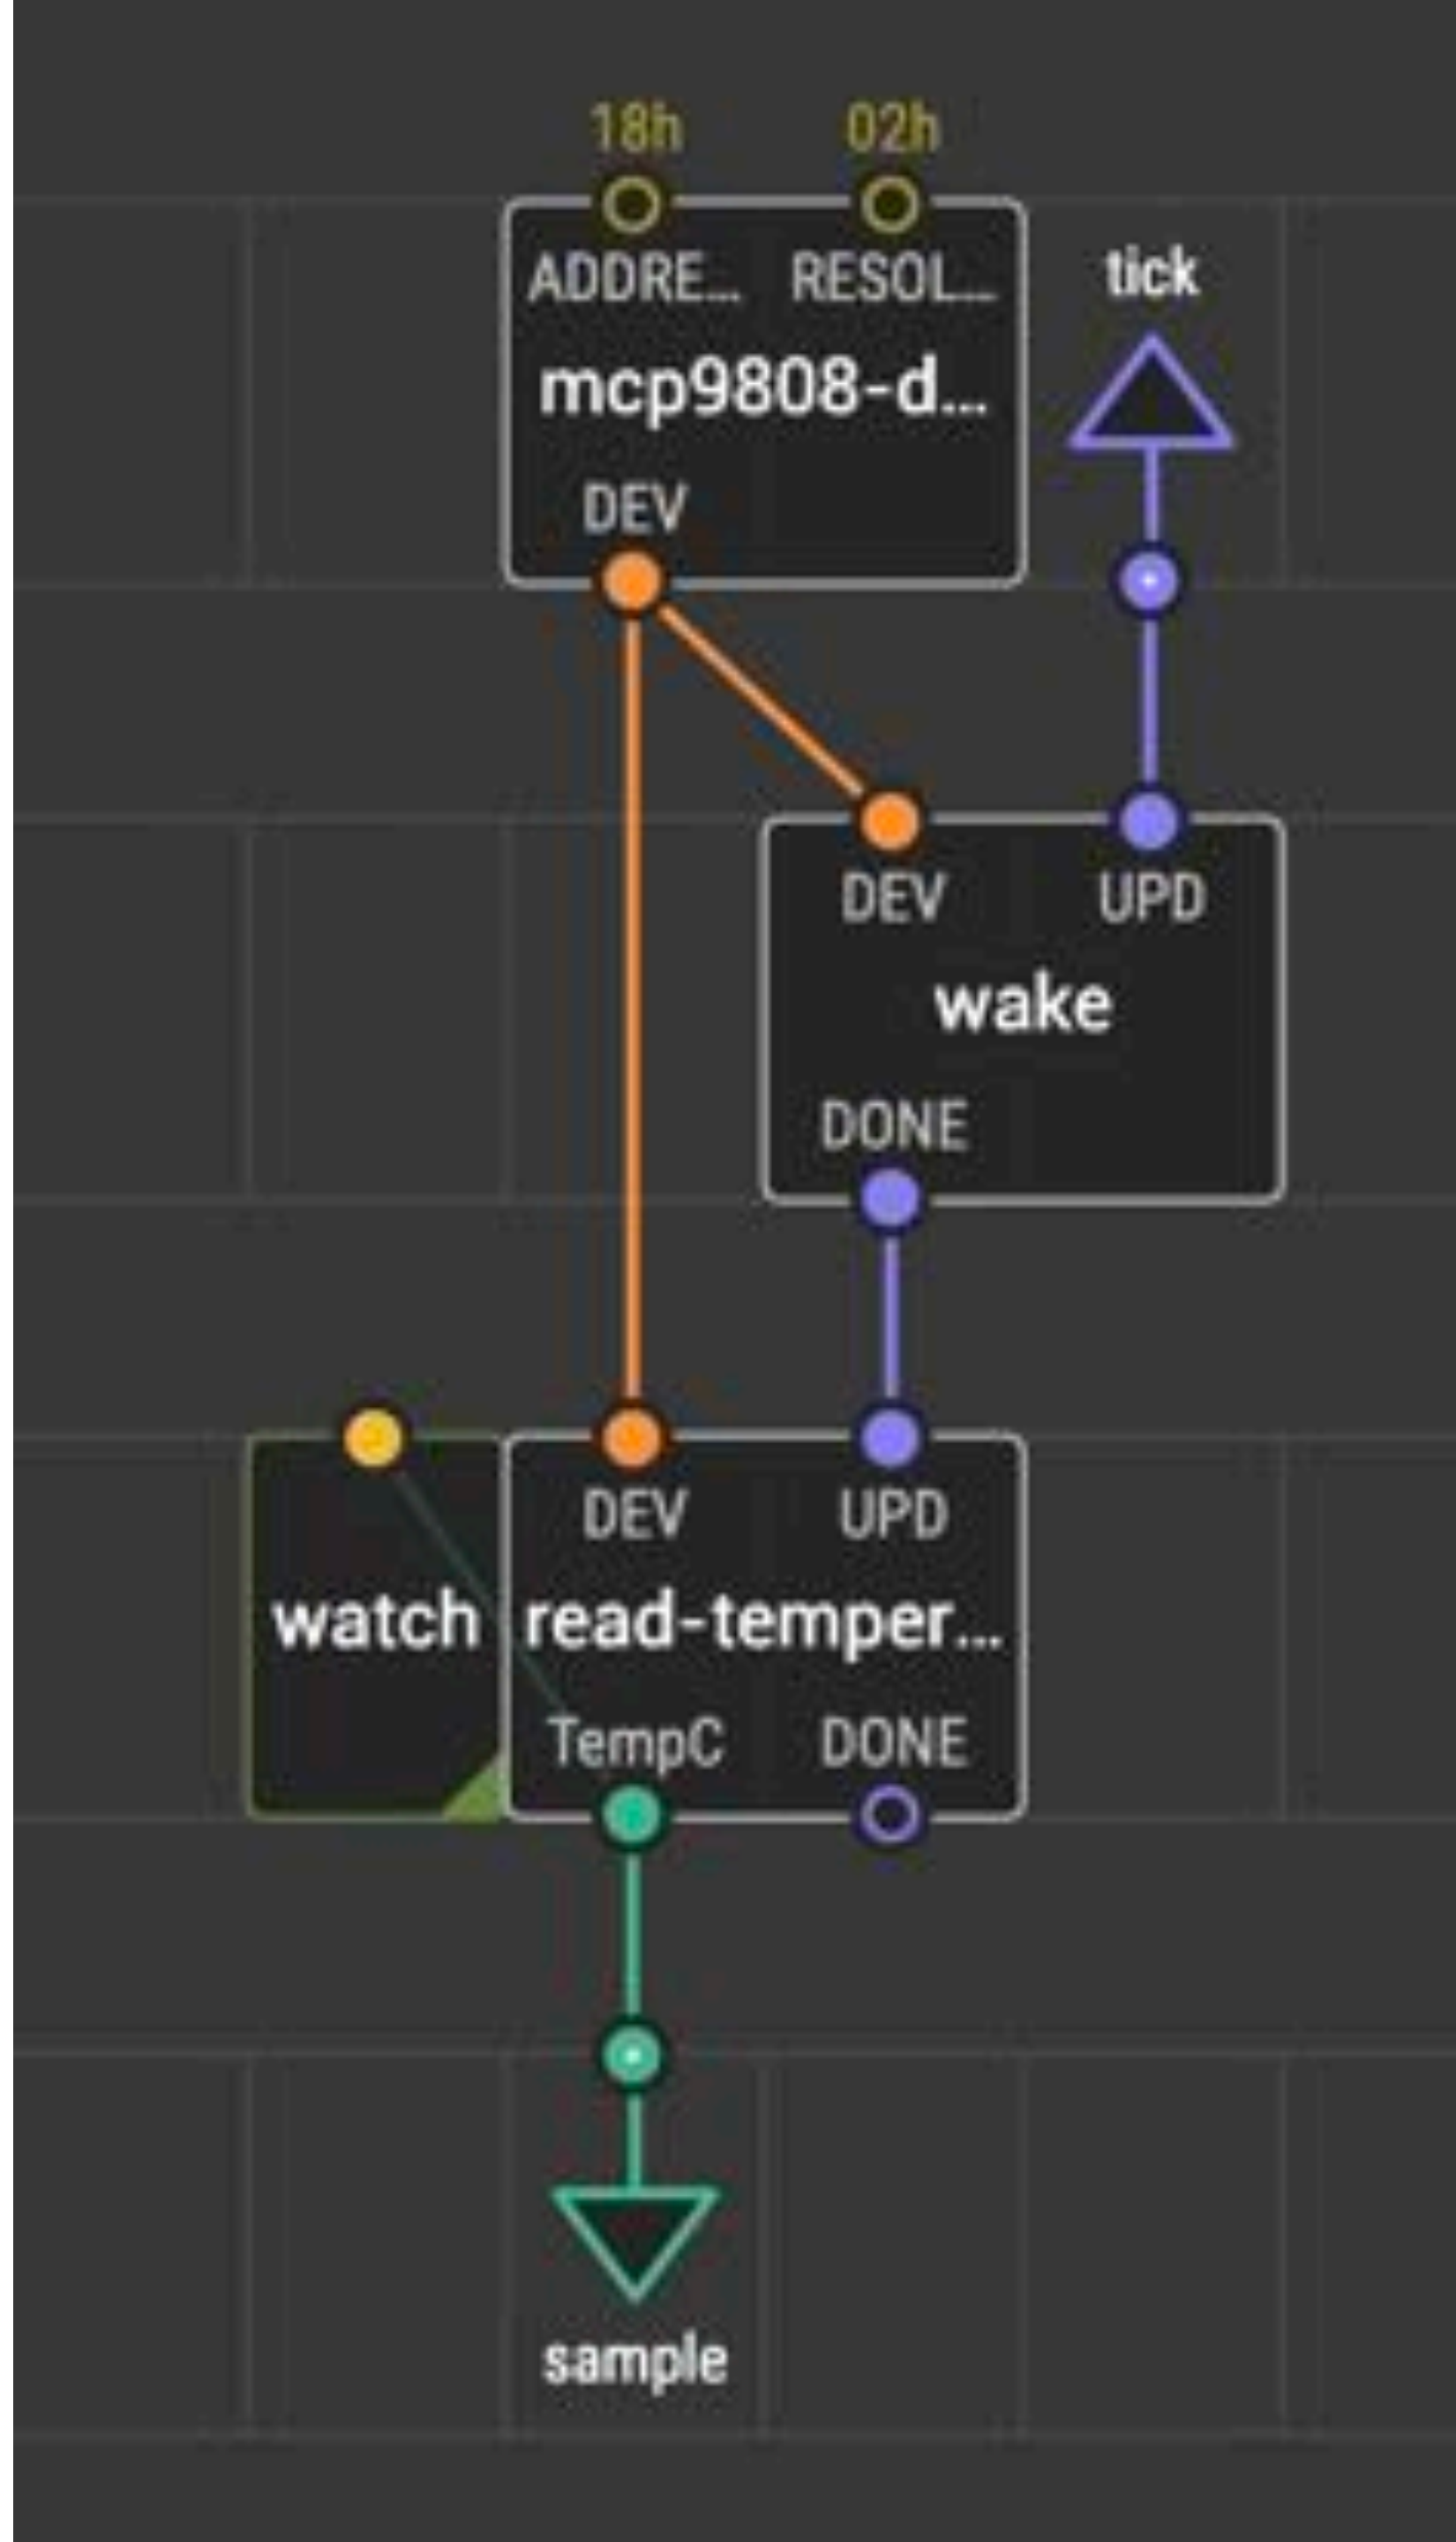 18h 02h
ADDRE... RESOL...
tick
mcp9808-d...
DEV
DEV UPD
wake
DONE
DEV UPD
watch read-temper...
TempC DONE
sample